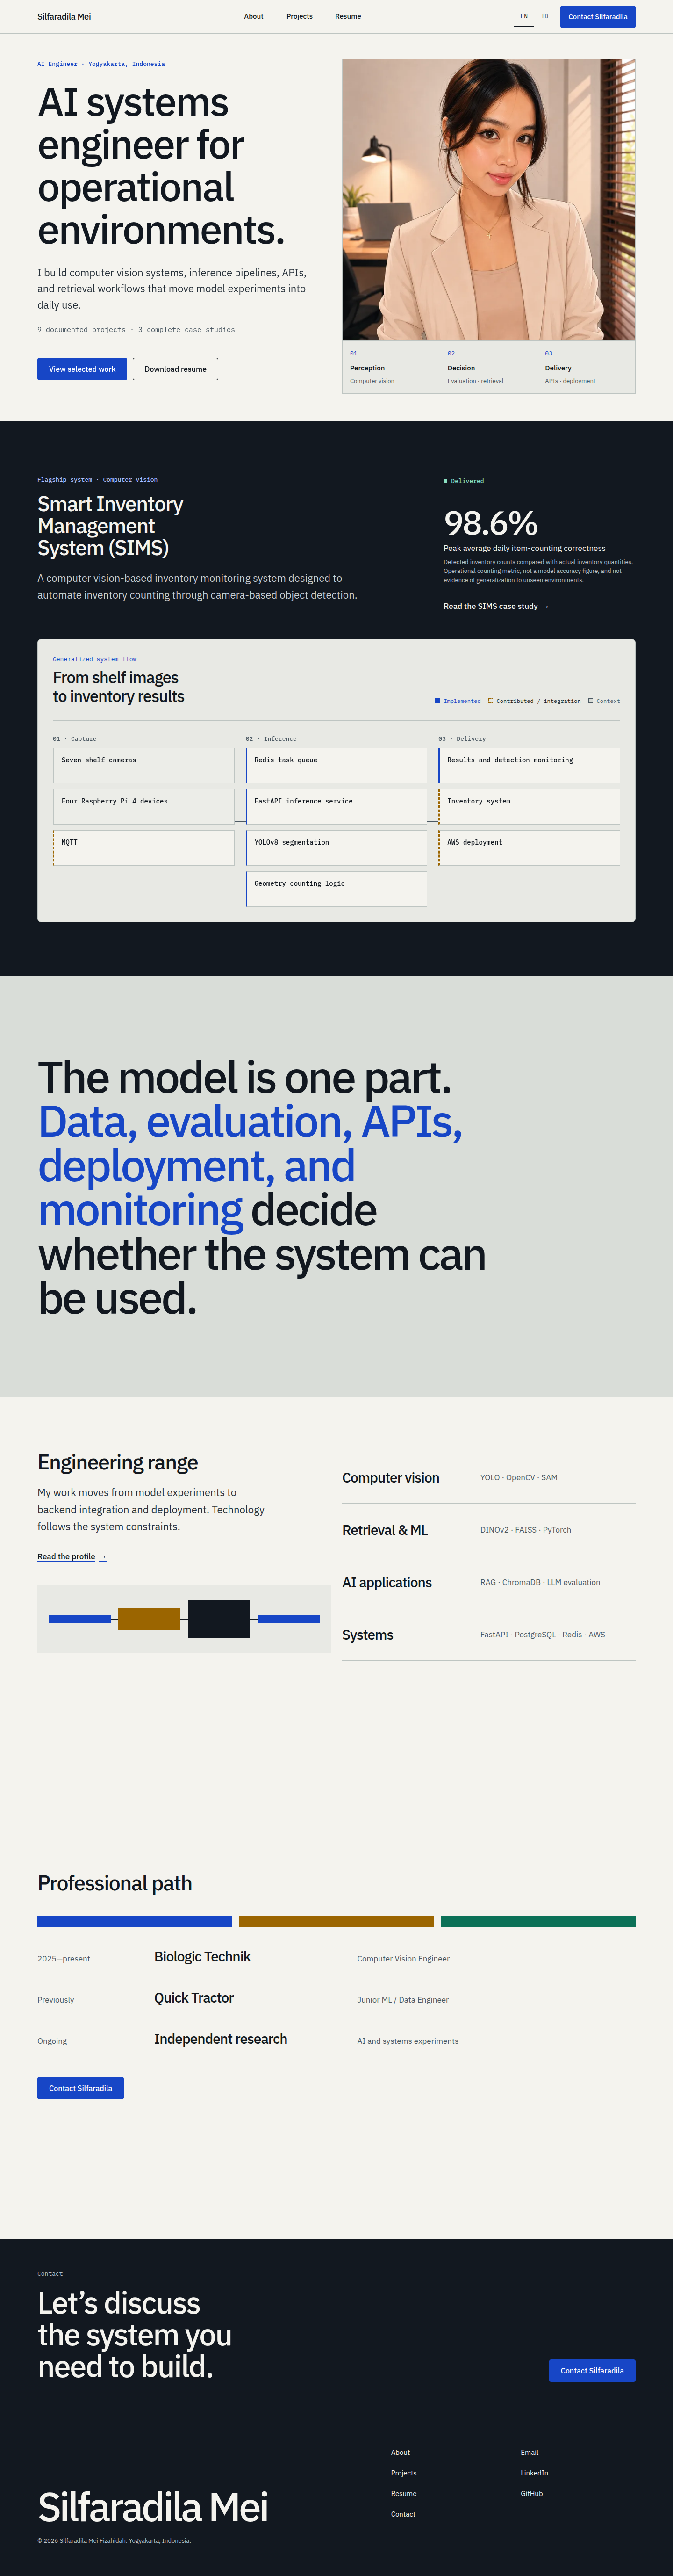 Silfaradila Mei
About
Projects
Resume
EN
ID
Contact Silfaradila
AI Engineer · Yogyakarta, Indonesia
AI systems
engineer for
operational
environments.
I build computer vision systems, inference pipelines, APIs,
and retrieval workflows that move model experiments into
daily use.
9 documented projects · 3 complete case studies
View selected work
Download resume
01
Perception
Computer vision
02
Decision
Evaluation · retrieval
03
Delivery
APIs · deployment
Flagship system · Computer vision
Smart Inventory
Management
System (SIMS)
A computer vision-based inventory monitoring system designed to
automate inventory counting through camera-based object detection.
Delivered
98.6%
Peak average daily item-counting correctness
Detected inventory counts compared with actual inventory quantities.
Operational counting metric, not a model accuracy figure, and not
evidence of generalization to unseen environments.
Read the SIMS case study →
Generalized system flow
From shelf images
to inventory results
Implemented
Contributed / integration
Context
01 · Capture
Seven shelf cameras
Four Raspberry Pi 4 devices
MQTT
02 · Inference
Redis task queue
FastAPI inference service
YOLOv8 segmentation
Geometry counting logic
03 · Delivery
Results and detection monitoring
Inventory system
AWS deployment
The model is one part.
Data, evaluation, APIs,
deployment, and
monitoring decide
whether the system can
be used.
Engineering range
My work moves from model experiments to
backend integration and deployment. Technology
follows the system constraints.
Read the profile →
Computer vision
YOLO · OpenCV · SAM
Retrieval & ML
DINOv2 · FAISS · PyTorch
AI applications
RAG · ChromaDB · LLM evaluation
Systems
FastAPI · PostgreSQL · Redis · AWS
Professional path
2025—present
Biologic Technik
Computer Vision Engineer
Previously
Quick Tractor
Junior ML / Data Engineer
Ongoing
Independent research
AI and systems experiments
Contact Silfaradila
Contact
Let’s discuss
the system you
need to build.
Contact Silfaradila
About
Projects
Resume
Contact
Email
LinkedIn
GitHub
Silfaradila Mei
© 2026 Silfaradila Mei Fizahidah. Yogyakarta, Indonesia.